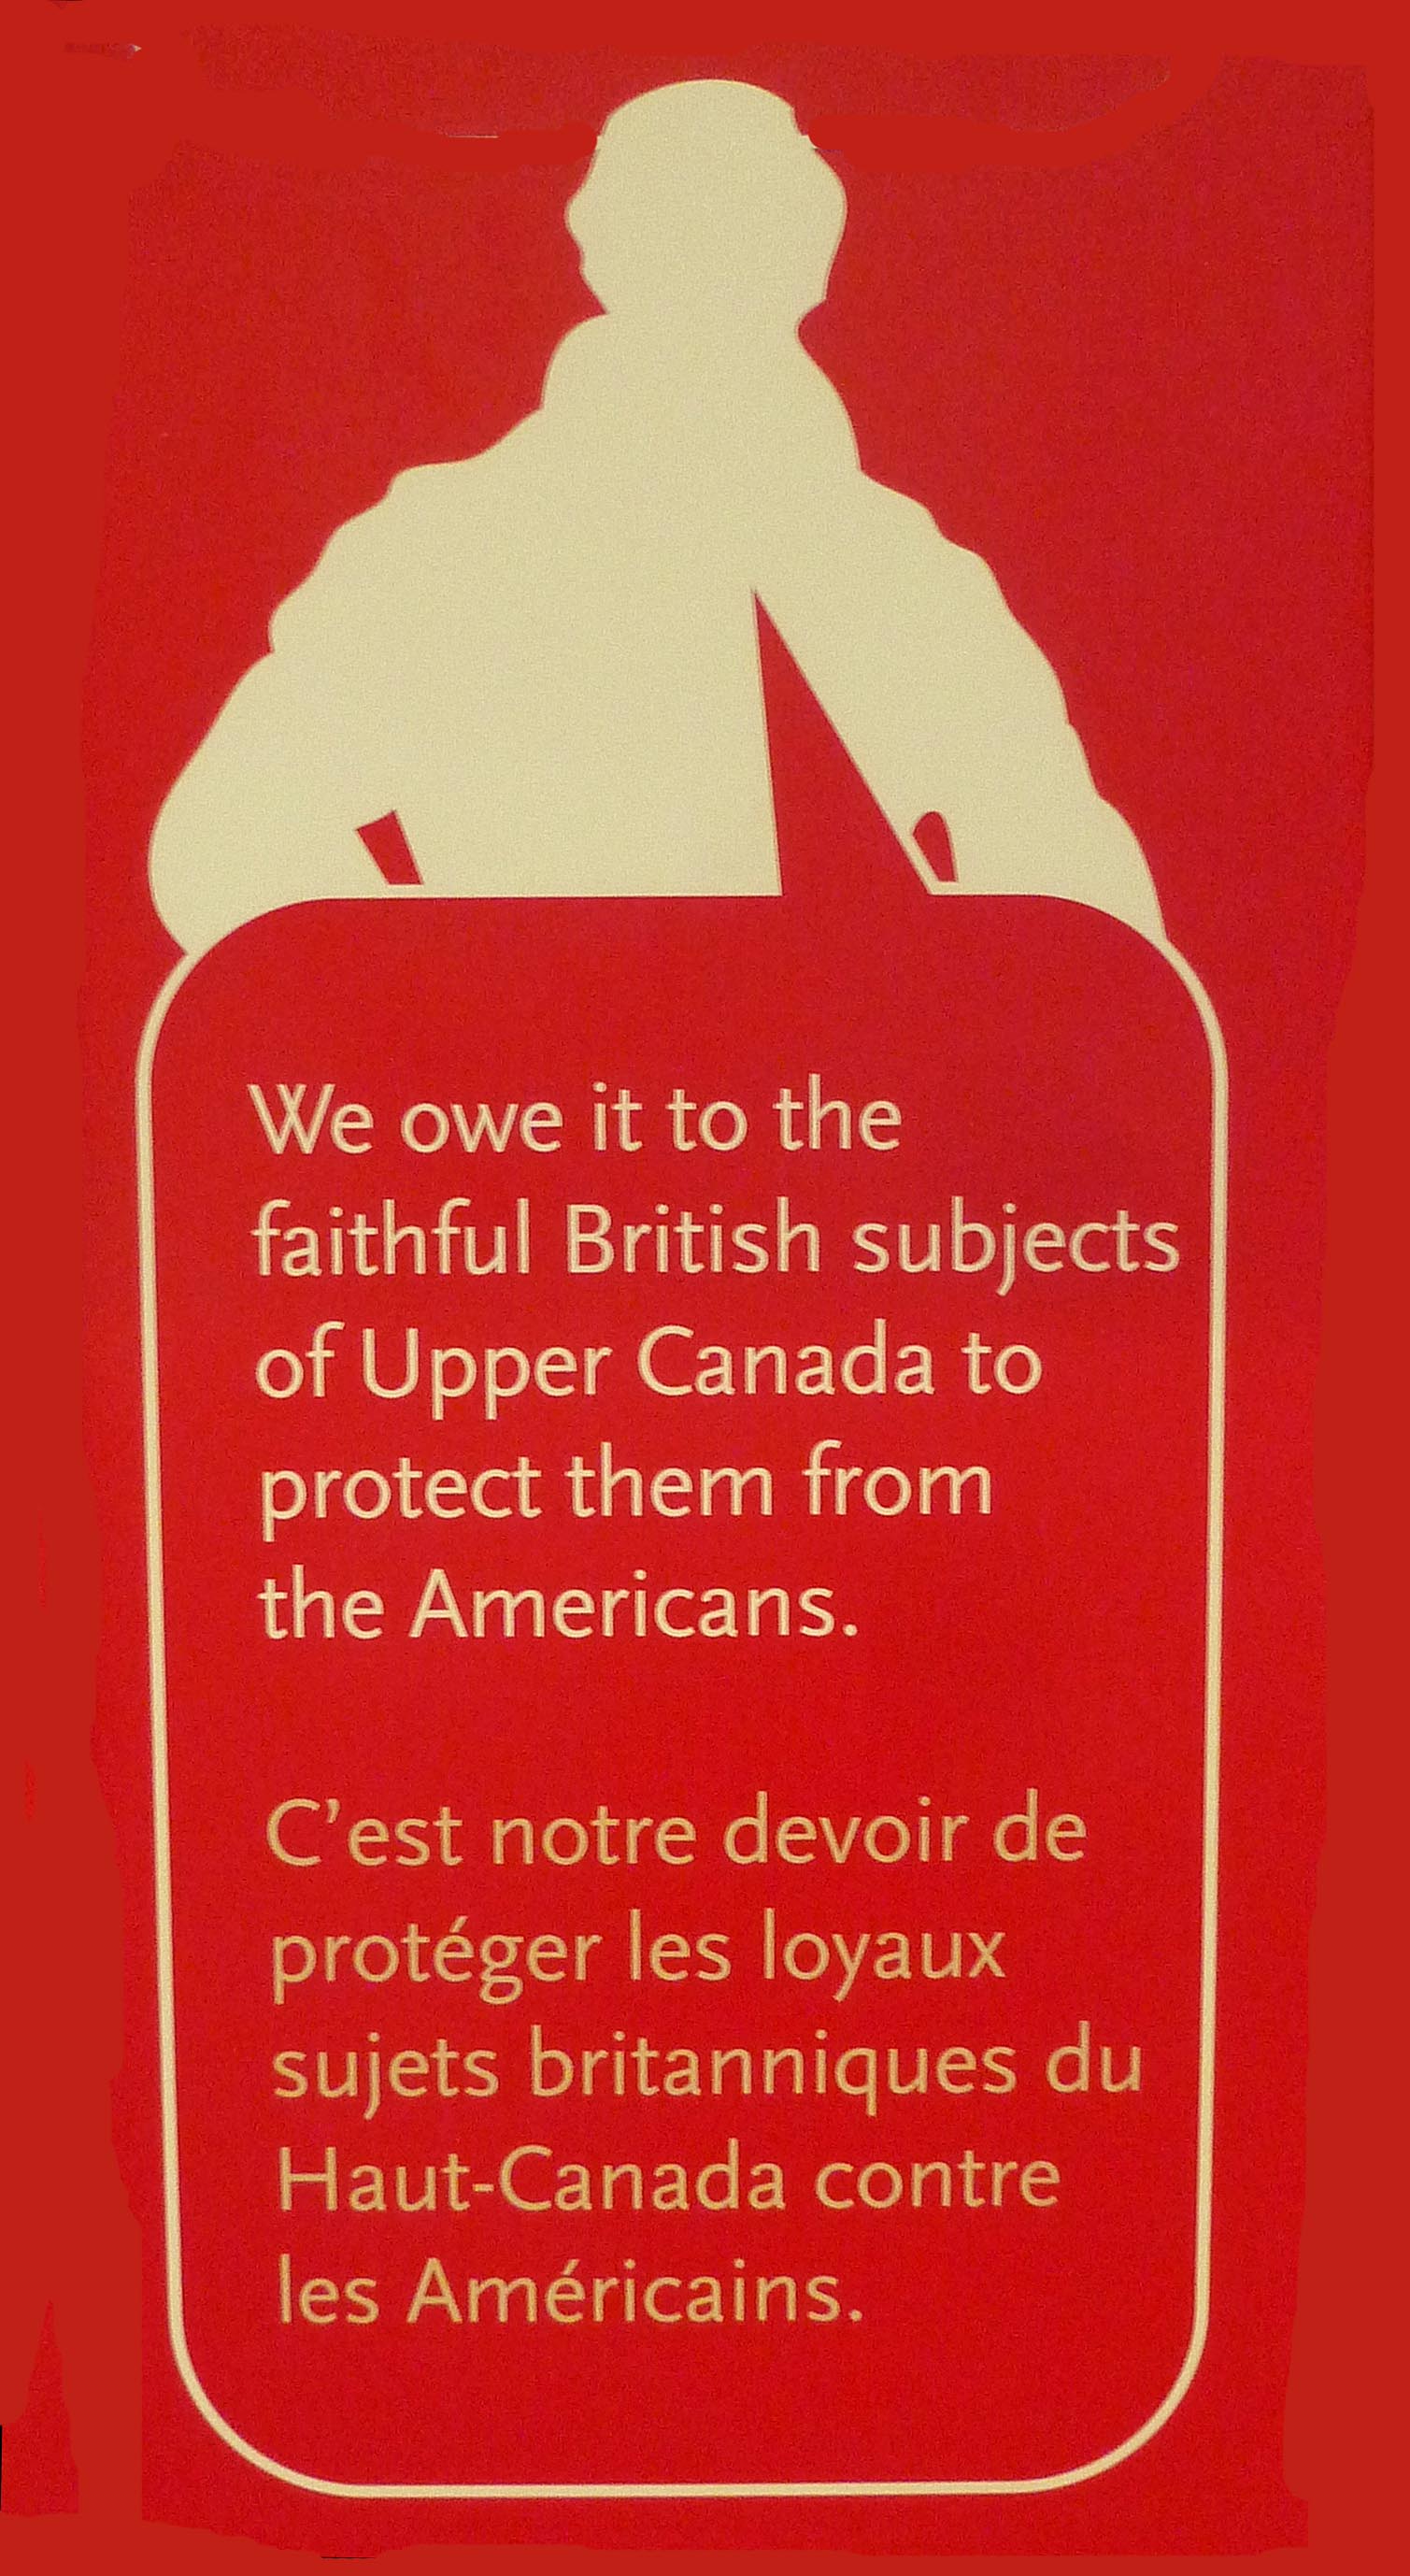 We owe it to the
faithful British subjects
of Upper Canada to
protect them from
the Americans.
C’est notre devoir de
protéger les loyaux
sujets britanniques du
Haut-Canada contre
les Américains.